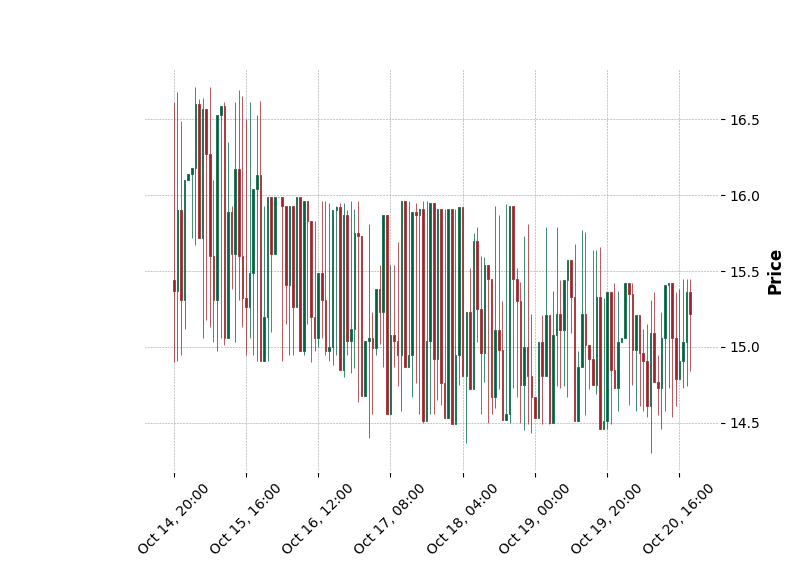 16.5
16.0
15.5
15.0
14.5
Price
Oct 14, 20:00
Oct 15, 16:00
Oct 16, 12:00
Oct 17, 08:00
Oct 18, 04:00
Oct 19, 00:00
Oct 19, 20:00
Oct 20, 16:00